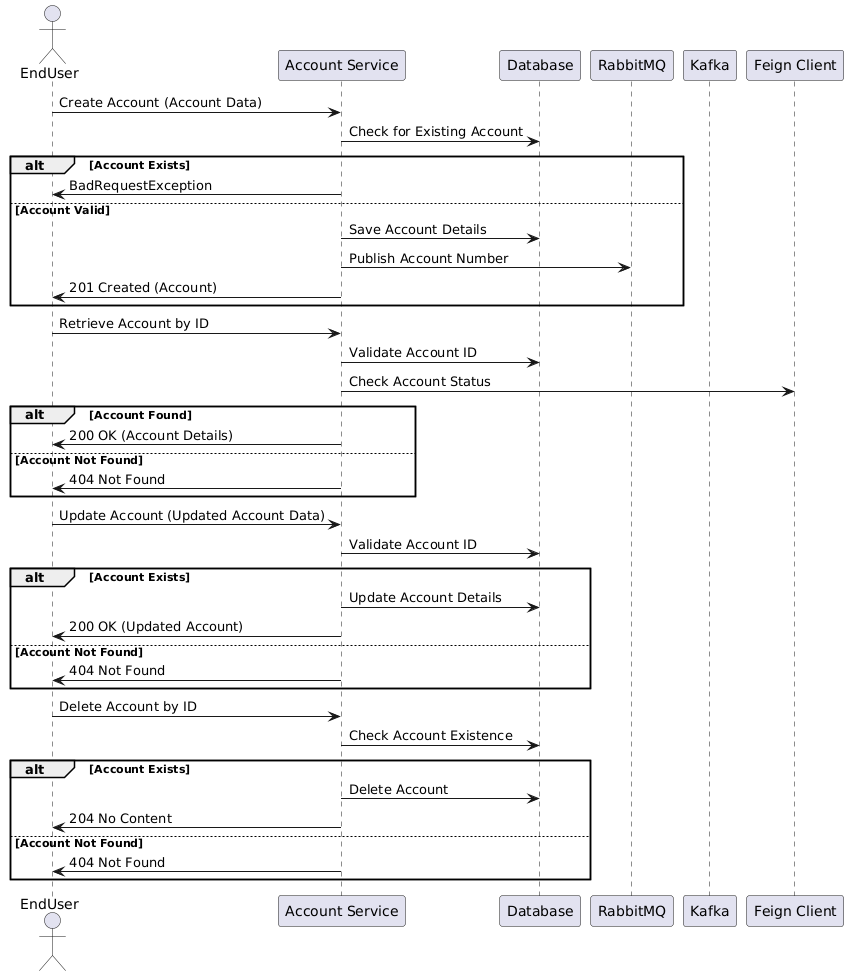 EndUser
Account Service
Database
RabbitMQ
Kafka
Feign Client
Create Account (Account Data)
Check for Existing Account
alt
[Account Exists]
BadRequestException
[Account Valid]
Save Account Details
Publish Account Number
201 Created (Account)
Retrieve Account by ID
Validate Account ID
Check Account Status
alt
[Account Found]
200 OK (Account Details)
[Account Not Found]
404 Not Found
Update Account (Updated Account Data)
Validate Account ID
alt
[Account Exists]
Update Account Details
200 OK (Updated Account)
[Account Not Found]
404 Not Found
Delete Account by ID
Check Account Existence
alt
[Account Exists]
Delete Account
204 No Content
[Account Not Found]
404 Not Found
EndUser
Account Service
Database
RabbitMQ
Kafka
Feign Client